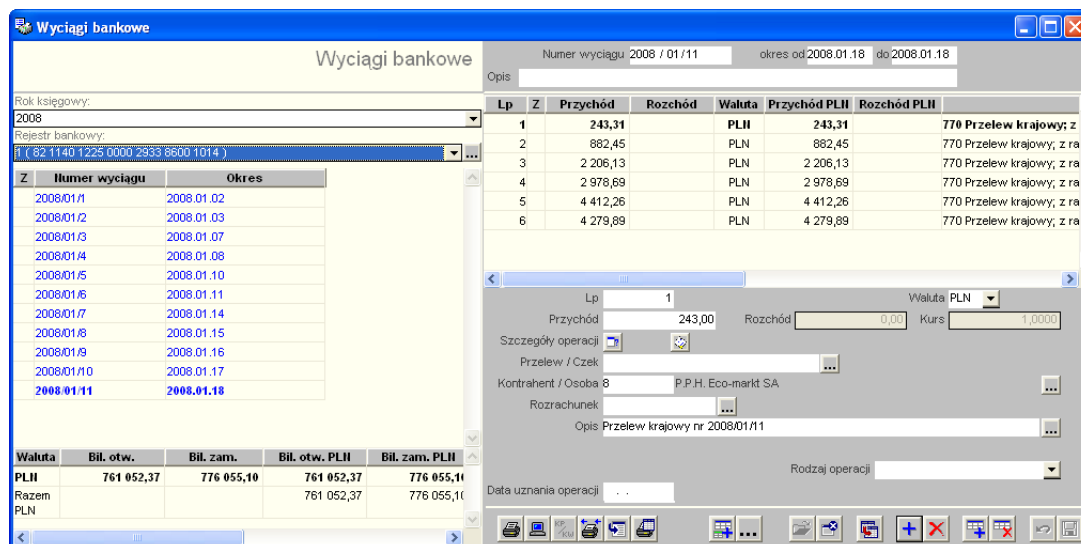 Wyciągi bankowe
Wyciągi bankowe
Rok księgowy:
2008
Rejestr bankowy:
1 ( 82 1140 1225 0000 2933 8600 1014 )
Z Numer wyciągu Okres
2008/01/1 2008.01.02
2008/01/2 2008.01.03
2008/01/3 2008.01.07
2008/01/4 2008.01.08
2008/01/5 2008.01.10
2008/01/6 2008.01.11
2008/01/7 2008.01.14
2008/01/8 2008.01.15
2008/01/9 2008.01.16
2008/01/10 2008.01.17
2008/01/11 2008.01.18
Waluta Bil. otw. Bil. zam. Bil. otw. PLN Bil. zam. PLN
PLN 761 052,37 776 055,10 761 052,37 776 055,10
Razem PLN 761 052,37 776 055,10
Numer wyciągu 2008 / 01/11 okres od 2008.01.18 do 2008.01.18
Opis
Lp Z Przychód Rozchód Waluta Przychód PLN Rozchód PLN
1 243,31 PLN 243,31 770 Przelew krajowy; z
2 882,45 PLN 882,45 770 Przelew krajowy; z ra
3 2 206,13 PLN 2 206,13 770 Przelew krajowy; z ra
4 2 978,69 PLN 2 978,69 770 Przelew krajowy; z ra
5 4 412,26 PLN 4 412,26 770 Przelew krajowy; z ra
6 4 279,89 PLN 4 279,89 770 Przelew krajowy; z ra
Lp 1 Waluta PLN
Przychód 243,00 Rozchód 0,00 Kurs 1,0000
Szczegóły operacji
Przelew / Czek ...
Kontrahent / Osoba 8 P.P.H. Eco-markt SA ...
Rozrachunek ...
Opis Przelew krajowy nr 2008/01/11 ...
Rodzaj operacji
Data uznania operacji . .
KP/KW ...